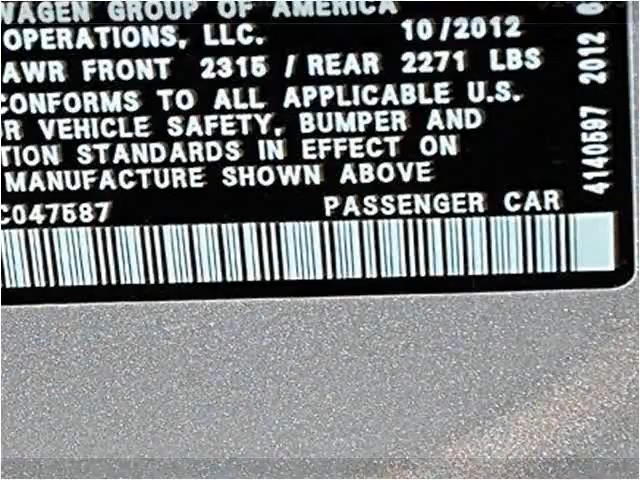 WAGEN GROUP OF AMERICA
OPERATIONS, LLC. 10/2012
AWR FRONT 2315 / REAR 2271 LBS
CONFORMS TO ALL APPLICABLE U.S.
R VEHICLE SAFETY, BUMPER AND
TION STANDARDS IN EFFECT ON
MANUFACTURE SHOWN ABOVE
C047587 PASSENGER CAR
4140597 2012